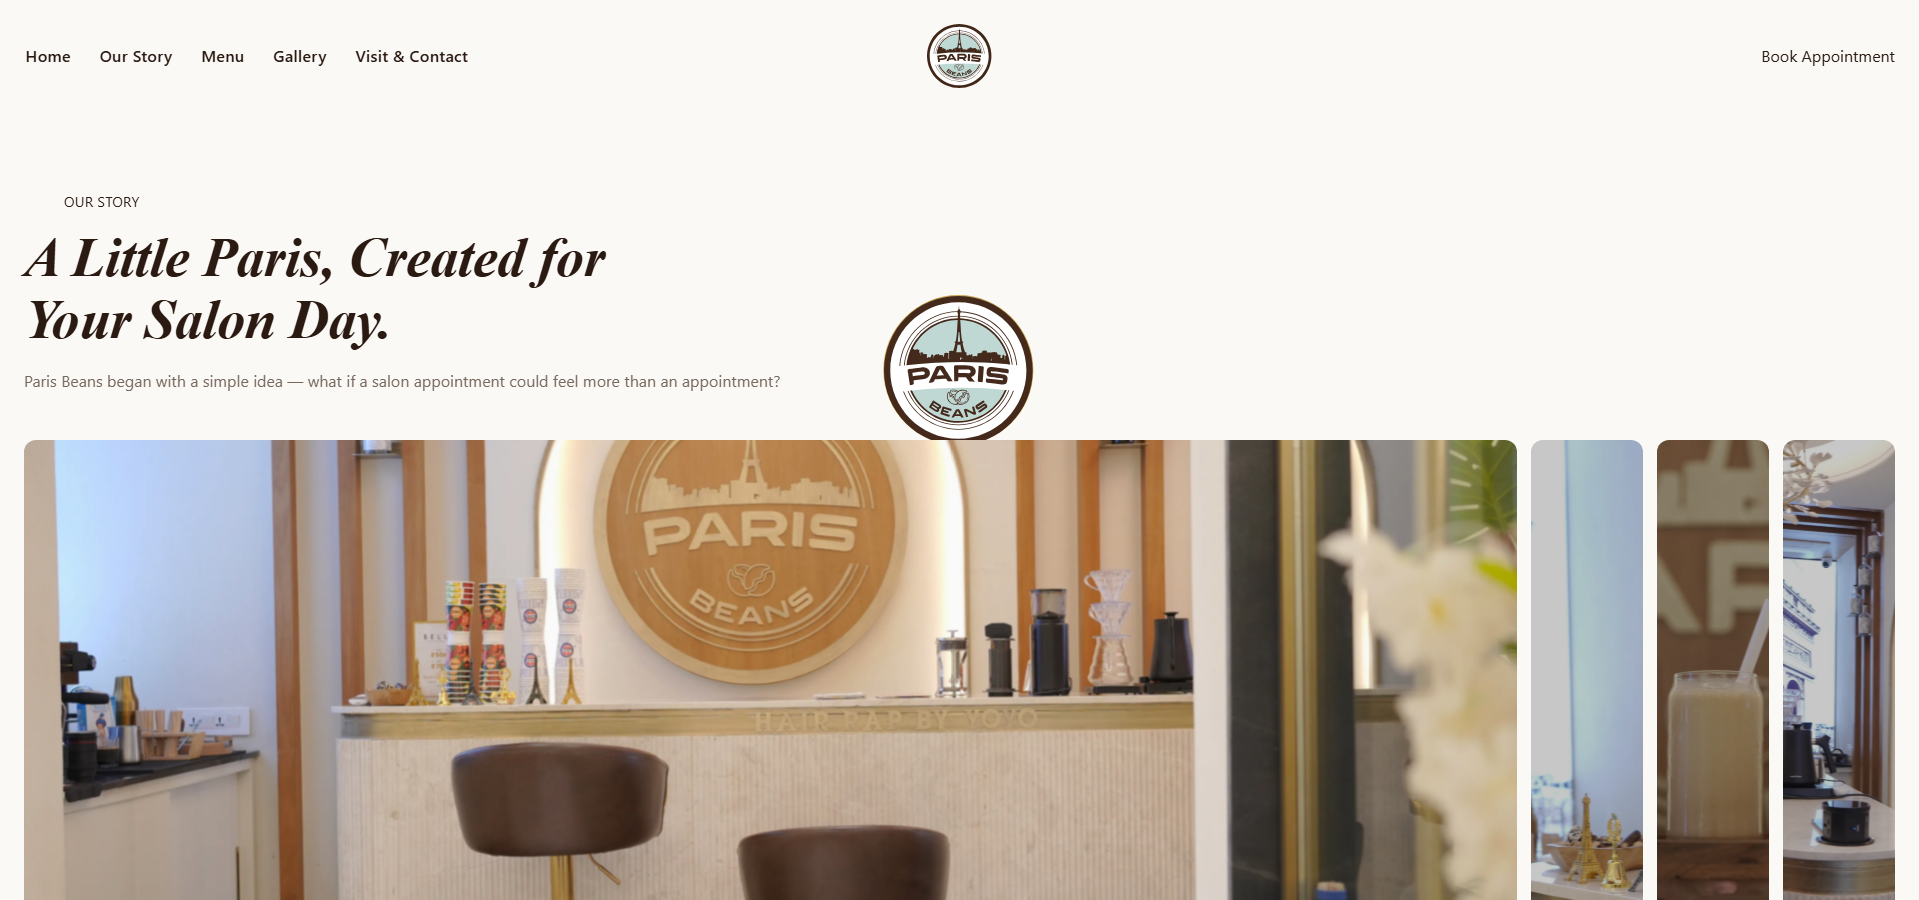 Home Our Story Menu Gallery Visit & Contact
PARIS
BEANS
Book Appointment
OUR STORY
A Little Paris, Created for
Your Salon Day.
Paris Beans began with a simple idea — what if a salon appointment could feel more than an appointment?
PARIS
BEANS
PARIS
BEANS
HAIR RAP BY YOYO